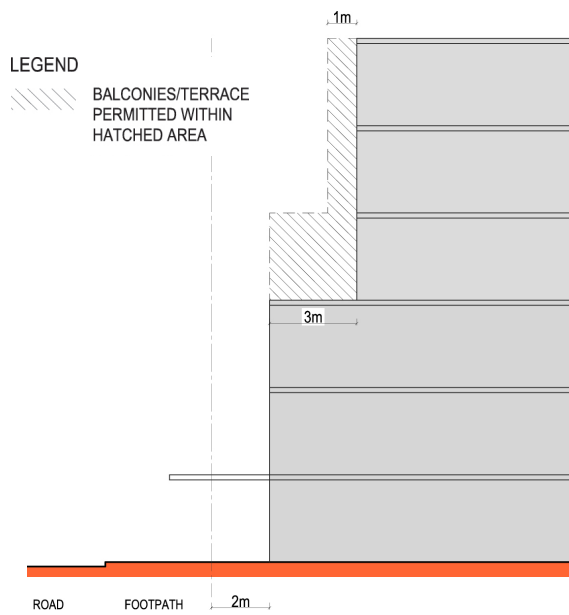 1m
LEGEND
BALCONIES/TERRACE
PERMITTED WITHIN
HATCHED AREA
3m
ROAD
FOOTPATH
2m